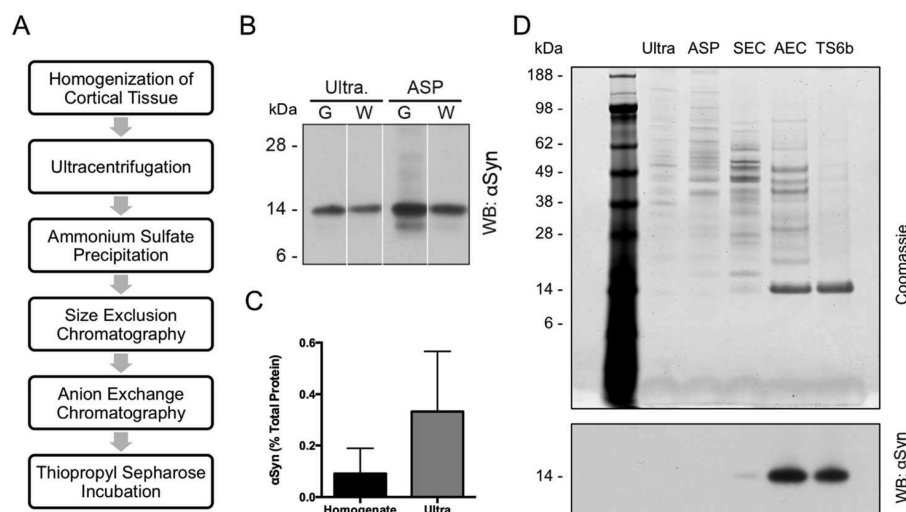 A
Homogenization of
Cortical Tissue
Ultracentrifugation
Ammonium Sulfate
Precipitation
Size Exclusion
Chromatography
Anion Exchange
Chromatography
Thiopropyl Sepharose
Incubation
B
Ultra. ASP
kDa G W G W
28 -
14 -
6 -
WB: αSyn
C
αSyn (% Total Protein)
0.6
0.4
0.2
0.0
Homogenate Ultra
D
kDa Ultra ASP SEC AEC TS6b
188 -
98 -
62 -
49 -
38 -
28 -
14 -
6 -
Coomassie
14 -
WB: αSyn